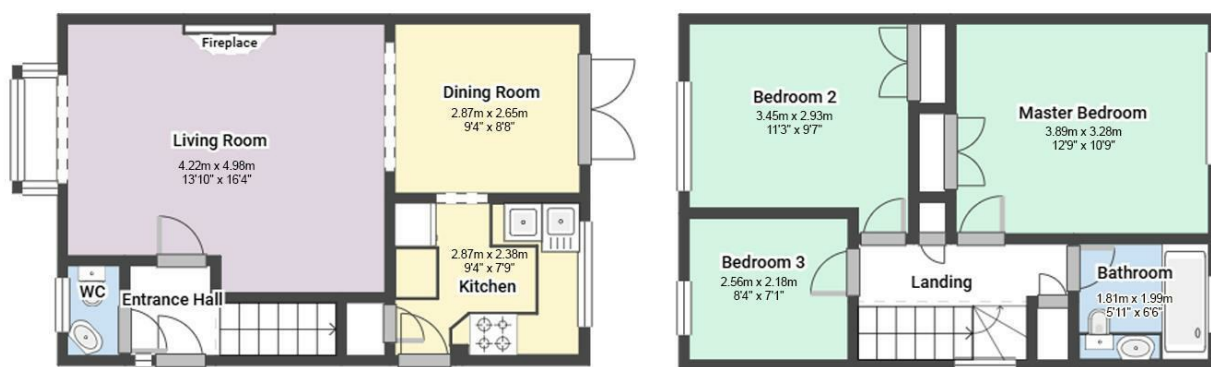 Fireplace
Living Room
4.22m x 4.98m
13'10" x 16'4"
Dining Room
2.87m x 2.65m
9'4" x 8'8"
2.87m x 2.38m
9'4" x 7'9"
Kitchen
WC
Entrance Hall
Bedroom 2
3.45m x 2.93m
11'3" x 9'7"
Master Bedroom
3.89m x 3.28m
12'9" x 10'9"
Bedroom 3
2.56m x 2.18m
8'4" x 7'1"
Landing
Bathroom
1.81m x 1.99m
5'11" x 6'6"